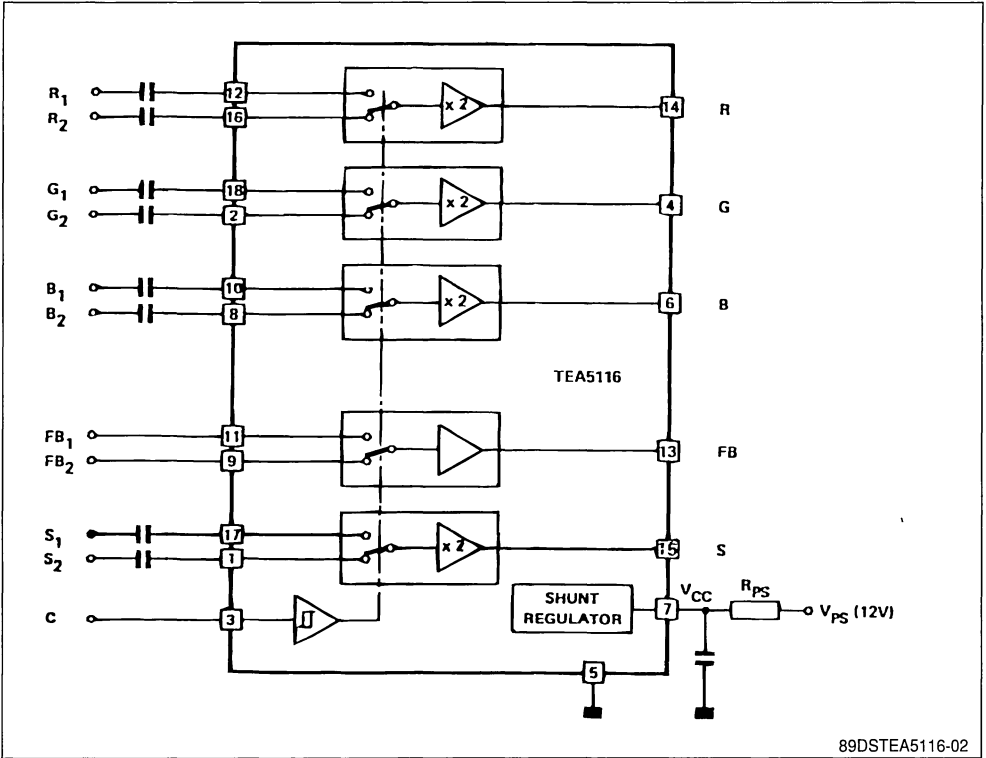 R1 12 x 2 14 R
R2 16
G1 18 x 2 4 G
G2 2
B1 10 x 2 6 B
B2 8
TEA5116
FB1 11 13 FB
FB2 9
S1 17 x 2 15 S
S2 1
C 3
SHUNT REGULATOR
7 VCC RPS VPS (12V)
5
89DSTEA5116-02